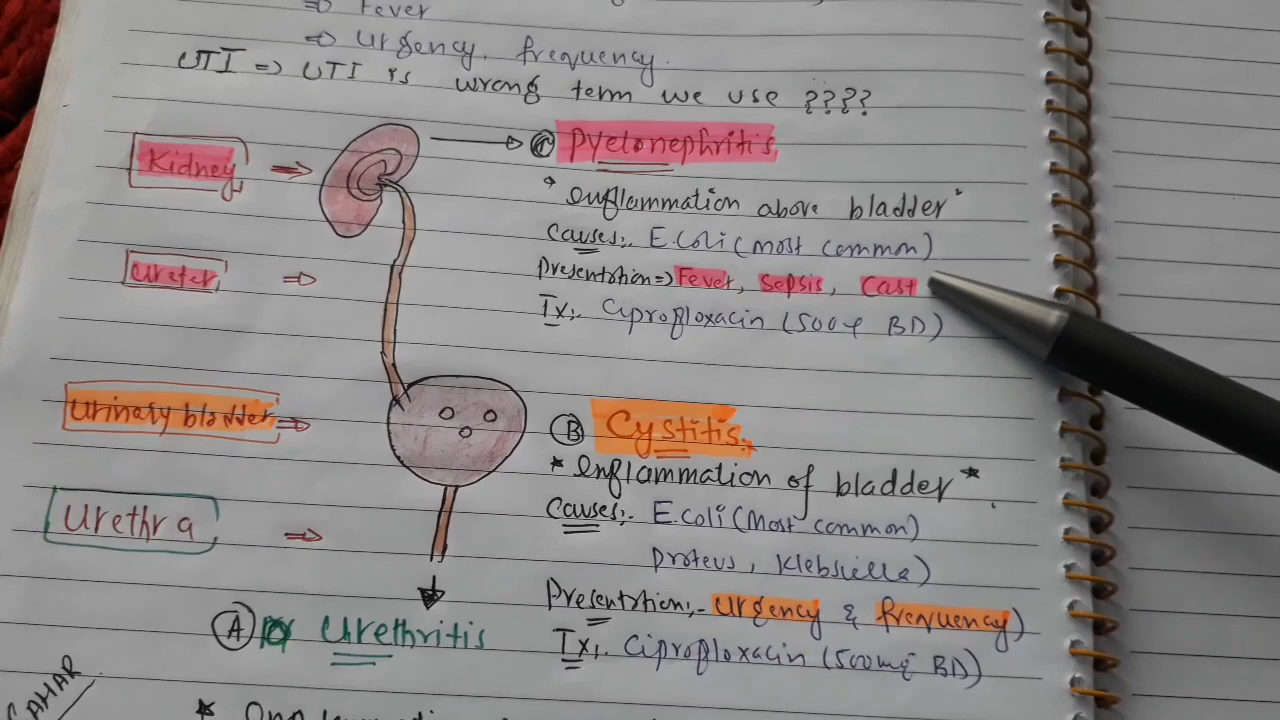 ⇒ Fever
⇒ Urgency, frequency.
UTI ⇒ UTI is wrong term we use ????
Kidney ⇒
→ Ⓒ Pyelonephritis
* Inflammation above bladder*
Causes:- E.Coli (most common)
Ureter ⇒
Presentation ⇒ Fever, Sepsis, Cast
Tx:- Ciprofloxacin (500 BD)
Urinary bladder ⇒
Ⓑ Cystitis
* Inflammation of bladder *
Causes:- E.coli (Most common)
Proteus, Klebsiella)
Urethra ⇒
Presentation:- Urgency & frequency)
Tx:- Ciprofloxacin (500mg BD)
Ⓐ Urethritis